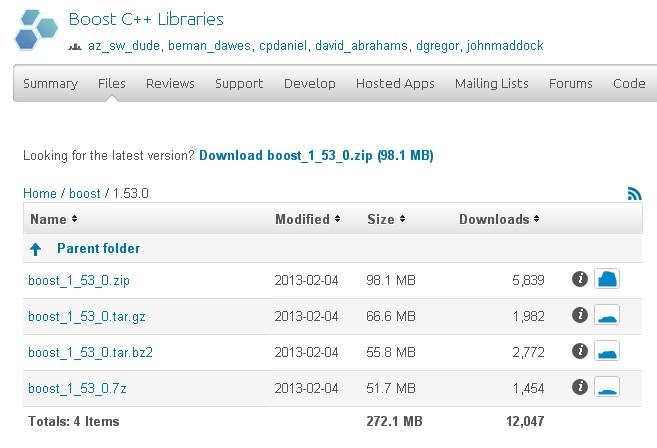 Boost C++ Libraries
az_sw_dude, beman_dawes, cpdaniel, david_abrahams, dgregor, johnmaddock
Summary Files Reviews Support Develop Hosted Apps Mailing Lists Forums Code
Looking for the latest version? Download boost_1_53_0.zip (98.1 MB)
Home / boost / 1.53.0
Name Modified Size Downloads
Parent folder
boost_1_53_0.zip 2013-02-04 98.1 MB 5,839
boost_1_53_0.tar.gz 2013-02-04 66.6 MB 1,982
boost_1_53_0.tar.bz2 2013-02-04 55.8 MB 2,772
boost_1_53_0.7z 2013-02-04 51.7 MB 1,454
Totals: 4 Items 272.1 MB 12,047